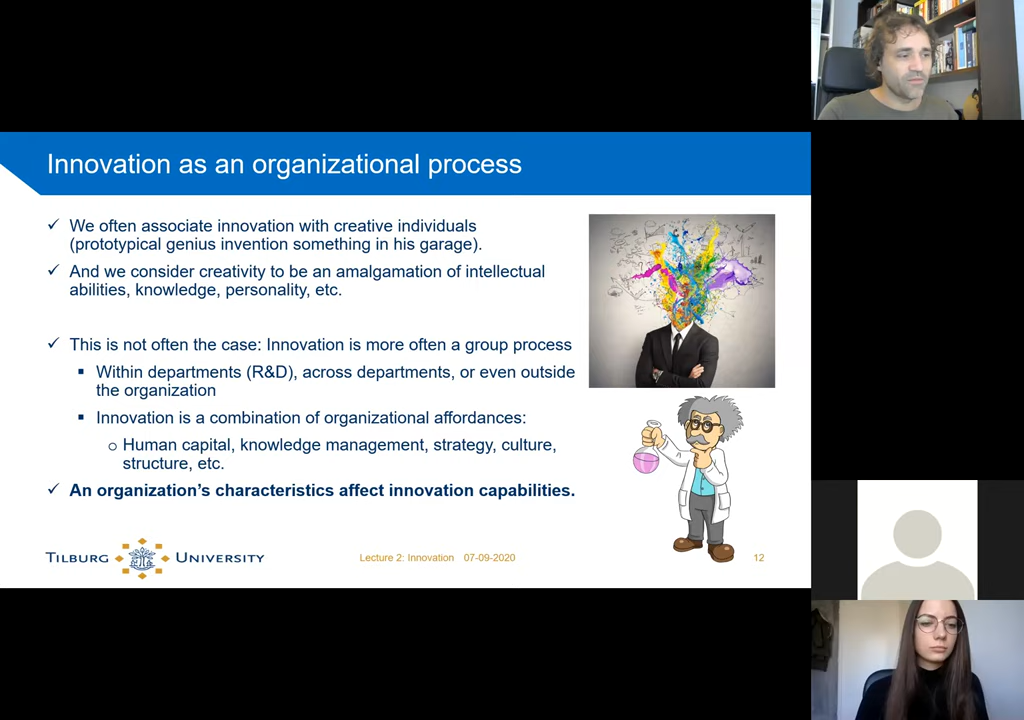 Innovation as an organizational process
✓ We often associate innovation with creative individuals
(prototypical genius invention something in his garage).
✓ And we consider creativity to be an amalgamation of intellectual
abilities, knowledge, personality, etc.
✓ This is not often the case: Innovation is more often a group process
▪ Within departments (R&D), across departments, or even outside
the organization
▪ Innovation is a combination of organizational affordances:
o Human capital, knowledge management, strategy, culture,
structure, etc.
✓ An organization's characteristics affect innovation capabilities.
TILBURG UNIVERSITY
Lecture 2: Innovation 07-09-2020
12